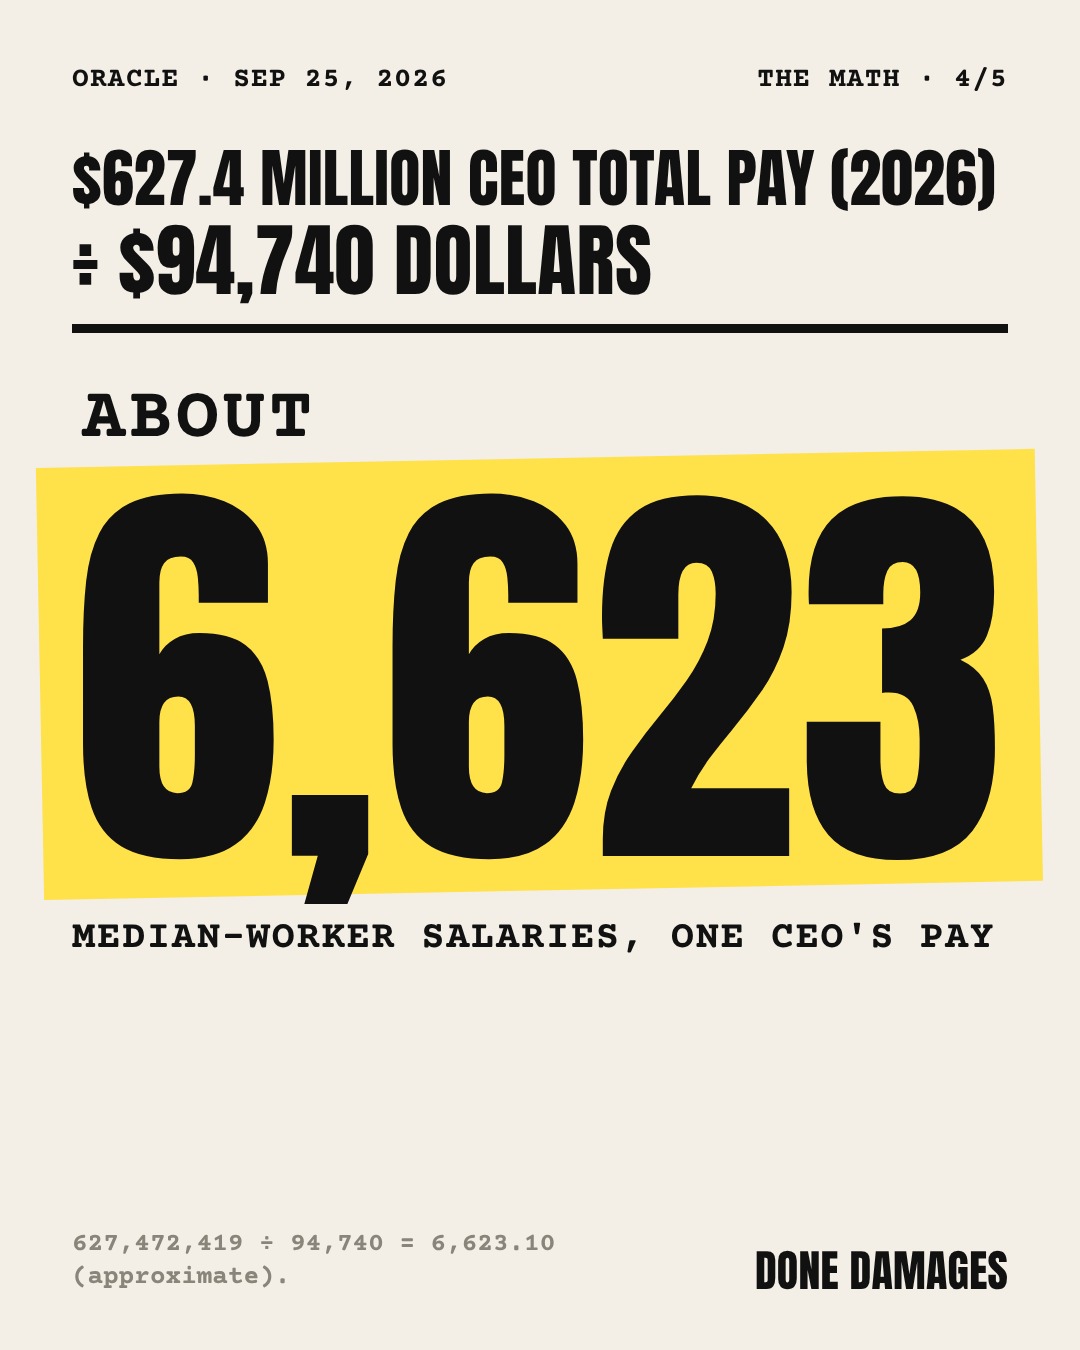 ORACLE · SEP 25, 2026
THE MATH · 4/5
$627.4 MILLION CEO TOTAL PAY (2026)
÷ $94,740 DOLLARS
ABOUT
6,623
MEDIAN-WORKER SALARIES, ONE CEO'S PAY
627,472,419 ÷ 94,740 = 6,623.10
(approximate).
DONE DAMAGES